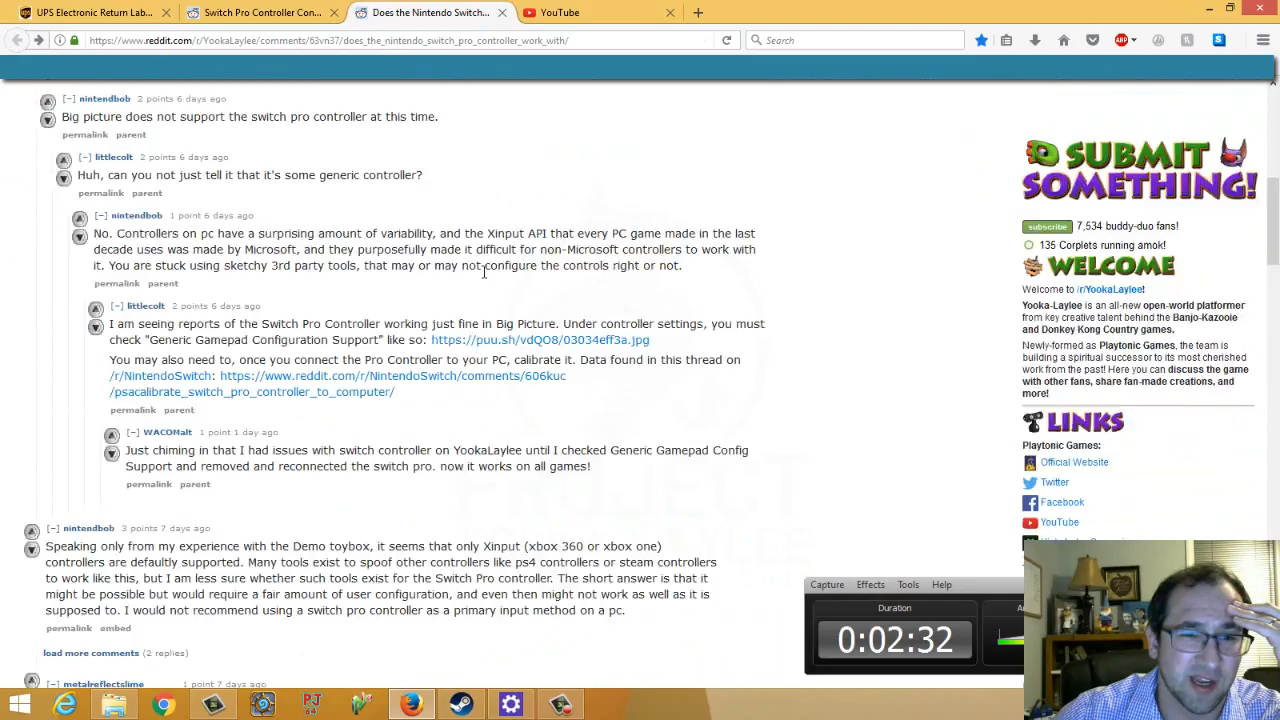 UPS Electronic Return Lab... × Switch Pro Controller Con... × Does the Nintendo Switch... × YouTube × +
https://www.reddit.com/r/YookaLaylee/comments/63vn37/does_the_nintendo_switch_pro_controller_work_with/ Search ABP
[−] nintendbob 2 points 6 days ago
Big picture does not support the switch pro controller at this time.
permalink parent
[−] littlecolt 2 points 6 days ago
Huh, can you not just tell it that it's some generic controller?
permalink parent
[−] nintendbob 1 point 6 days ago
No. Controllers on pc have a surprising amount of variability, and the Xinput API that every PC game made in the last
decade uses was made by Microsoft, and they purposefully made it difficult for non-Microsoft controllers to work with
it. You are stuck using sketchy 3rd party tools, that may or may not configure the controls right or not.
permalink parent
[−] littlecolt 2 points 6 days ago
I am seeing reports of the Switch Pro Controller working just fine in Big Picture. Under controller settings, you must
check "Generic Gamepad Configuration Support" like so: https://puu.sh/vdQO8/03034eff3a.jpg
You may also need to, once you connect the Pro Controller to your PC, calibrate it. Data found in this thread on
/r/NintendoSwitch: https://www.reddit.com/r/NintendoSwitch/comments/606kuc
/psacalibrate_switch_pro_controller_to_computer/
permalink parent
[−] WACOMalt 1 point 1 day ago
Just chiming in that I had issues with switch controller on YookaLaylee until I checked Generic Gamepad Config
Support and removed and reconnected the switch pro. now it works on all games!
permalink parent
[−] nintendbob 3 points 7 days ago
Speaking only from my experience with the Demo toybox, it seems that only Xinput (xbox 360 or xbox one)
controllers are defaultly supported. Many tools exist to spoof other controllers like ps4 controllers or steam controllers
to work like this, but I am less sure whether such tools exist for the Switch Pro controller. The short answer is that it
might be possible but would require a fair amount of user configuration, and even then might not work as well as it is
supposed to. I would not recommend using a switch pro controller as a primary input method on a pc.
permalink embed
load more comments (2 replies)
[−] metalreflectslime 1 point 7 days ago
SUBMIT
SOMETHING!
subscribe 7,534 buddy-duo fans!
135 Corplets running amok!
WELCOME
Welcome to /r/YookaLaylee!
Yooka-Laylee is an all-new open-world platformer
from key creative talent behind the Banjo-Kazooie
and Donkey Kong Country games.
Newly-formed as Playtonic Games, the team is
building a spiritual successor to its most cherished
work from the past! Here you can discuss the game
with other fans, share fan-made creations, and
more!
LINKS
Playtonic Games:
Official Website
Twitter
Facebook
YouTube
PROJECT
Capture Effects Tools Help
Duration
0:02:32
PJ
64